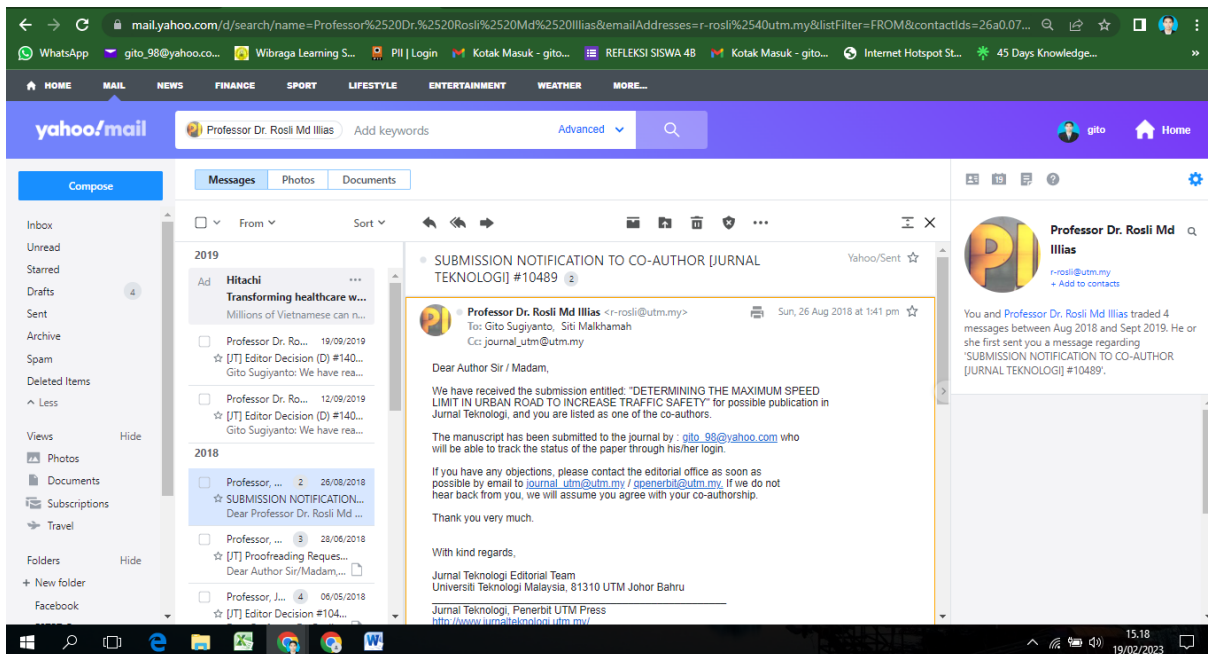 mail.yahoo.com/d/search/name=Professor%2520Dr.%2520Rosli%2520Md%2520Illias&emailAddresses=r-rosli%2540utm.my&listFilter=FROM&contactIds=26a0.07...
WhatsApp gito_98@yahoo.co... Wibraga Learning S... PII | Login Kotak Masuk - gito... REFLEKSI SISWA 4B Kotak Masuk - gito... Internet Hotspot St... 45 Days Knowledge... »
HOME MAIL NEWS FINANCE SPORT LIFESTYLE ENTERTAINMENT WEATHER MORE...
yahoo!mail Professor Dr. Rosli Md Illias Add keywords Advanced gito Home
Compose
Messages Photos Documents
Inbox
Unread
Starred
Drafts 4
Sent
Archive
Spam
Deleted Items
Less
Views Hide
Photos
Documents
Subscriptions
Travel
Folders Hide
+ New folder
Facebook
From Sort
2019
Ad Hitachi ...
Transforming healthcare w...
Millions of Vietnamese can n...
Professor Dr. Ro... 19/09/2019
[JT] Editor Decision (D) #140...
Gito Sugiyanto: We have rea...
Professor Dr. Ro... 12/09/2019
[JT] Editor Decision (D) #140...
Gito Sugiyanto: We have rea...
2018
Professor, ... 2 26/08/2018
SUBMISSION NOTIFICATION...
Dear Professor Dr. Rosli Md ...
Professor, ... 3 28/06/2018
[JT] Proofreading Reques...
Dear Author Sir/Madam,...
Professor, J... 4 06/05/2018
[JT] Editor Decision #104...
SUBMISSION NOTIFICATION TO CO-AUTHOR [JURNAL
TEKNOLOGI] #10489 2
Yahoo/Sent
Professor Dr. Rosli Md Illias <r-rosli@utm.my> Sun, 26 Aug 2018 at 1:41 pm
To: Gito Sugiyanto, Siti Malkhamah
Cc: journal_utm@utm.my
Dear Author Sir / Madam,
We have received the submission entitled: "DETERMINING THE MAXIMUM SPEED
LIMIT IN URBAN ROAD TO INCREASE TRAFFIC SAFETY" for possible publication in
Jurnal Teknologi, and you are listed as one of the co-authors.
The manuscript has been submitted to the journal by : gito_98@yahoo.com who
will be able to track the status of the paper through his/her login.
If you have any objections, please contact the editorial office as soon as
possible by email to journal_utm@utm.my / qpenerbit@utm.my. If we do not
hear back from you, we will assume you agree with your co-authorship.
Thank you very much.
With kind regards,
Jurnal Teknologi Editorial Team
Universiti Teknologi Malaysia, 81310 UTM Johor Bahru
Jurnal Teknologi, Penerbit UTM Press
http://www.jurnalteknologi.utm.my/
19
PI
Professor Dr. Rosli Md
Illias
r-rosli@utm.my
+ Add to contacts
You and Professor Dr. Rosli Md Illias traded 4
messages between Aug 2018 and Sept 2019. He or
she first sent you a message regarding
'SUBMISSION NOTIFICATION TO CO-AUTHOR
[JURNAL TEKNOLOGI] #10489'.
15.18
19/02/2023